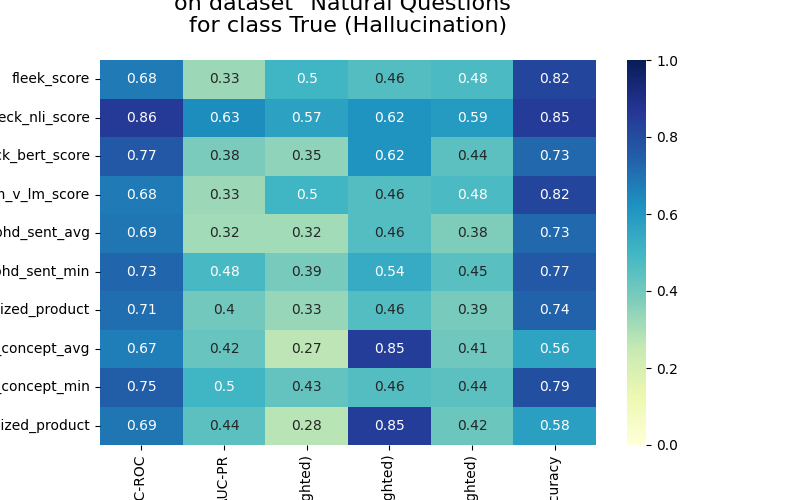 on dataset "Natural Questions"
for class True (Hallucination)
fleek_score 0.68 0.33 0.5 0.46 0.48 0.82
eck_nli_score 0.86 0.63 0.57 0.62 0.59 0.85
ck_bert_score 0.77 0.38 0.35 0.62 0.44 0.73
_v_lm_score 0.68 0.33 0.5 0.46 0.48 0.82
hd_sent_avg 0.69 0.32 0.32 0.46 0.38 0.73
hd_sent_min 0.73 0.48 0.39 0.54 0.45 0.77
ized_product 0.71 0.4 0.33 0.46 0.39 0.74
_concept_avg 0.67 0.42 0.27 0.85 0.41 0.56
_concept_min 0.75 0.5 0.43 0.46 0.44 0.79
ized_product 0.69 0.44 0.28 0.85 0.42 0.58
C-ROC
UC-PR
ghted)
ghted)
ghted)
curacy
1.0
0.8
0.6
0.4
0.2
0.0